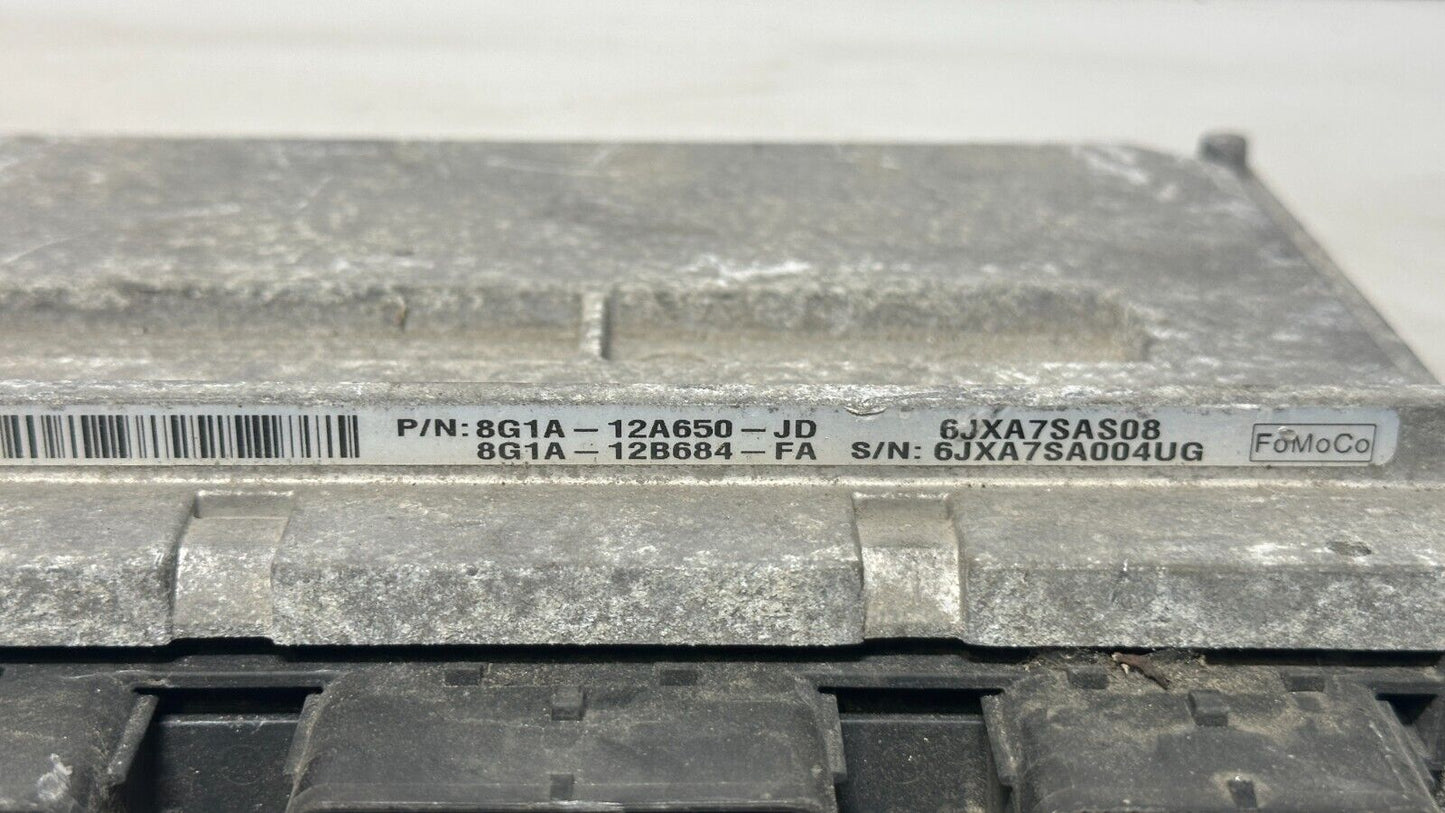 P/N: 8G1A – 12A650 – JD 6JXA7SAS08
8G1A – 12B684 – FA S/N: 6JXA7SA004UG
FoMoCo